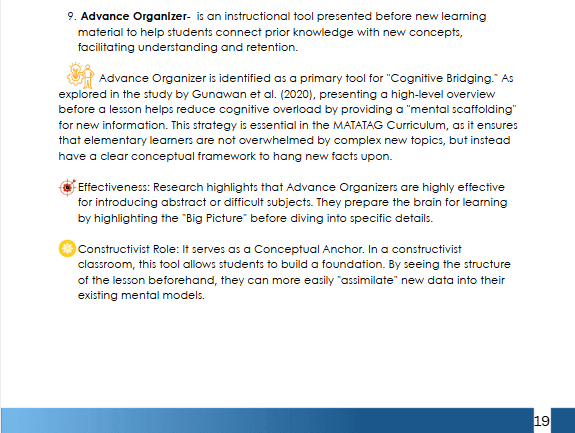 9. Advance Organizer- is an instructional tool presented before new learning
material to help students connect prior knowledge with new concepts,
facilitating understanding and retention.
Advance Organizer is identified as a primary tool for "Cognitive Bridging." As
explored in the study by Gunawan et al. (2020), presenting a high-level overview
before a lesson helps reduce cognitive overload by providing a "mental scaffolding"
for new information. This strategy is essential in the MATATAG Curriculum, as it ensures
that elementary learners are not overwhelmed by complex new topics, but instead
have a clear conceptual framework to hang new facts upon.
Effectiveness: Research highlights that Advance Organizers are highly effective
for introducing abstract or difficult subjects. They prepare the brain for learning
by highlighting the "Big Picture" before diving into specific details.
Constructivist Role: It serves as a Conceptual Anchor. In a constructivist
classroom, this tool allows students to build a foundation. By seeing the structure
of the lesson beforehand, they can more easily "assimilate" new data into their
existing mental models.
19